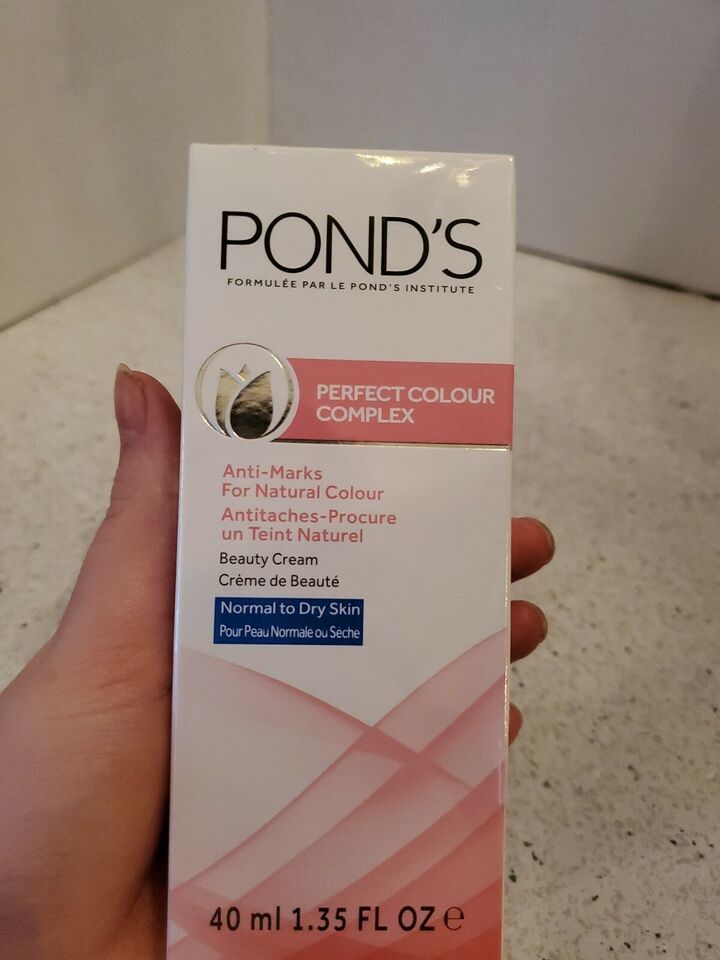 POND'S
FORMULÉE PAR LE POND'S INSTITUTE
PERFECT COLOUR
COMPLEX
Anti-Marks
For Natural Colour
Antitaches-Procure
un Teint Naturel
Beauty Cream
Crème de Beauté
Normal to Dry Skin
Pour Peau Normale ou Sèche
40 ml 1.35 FL OZ ℮